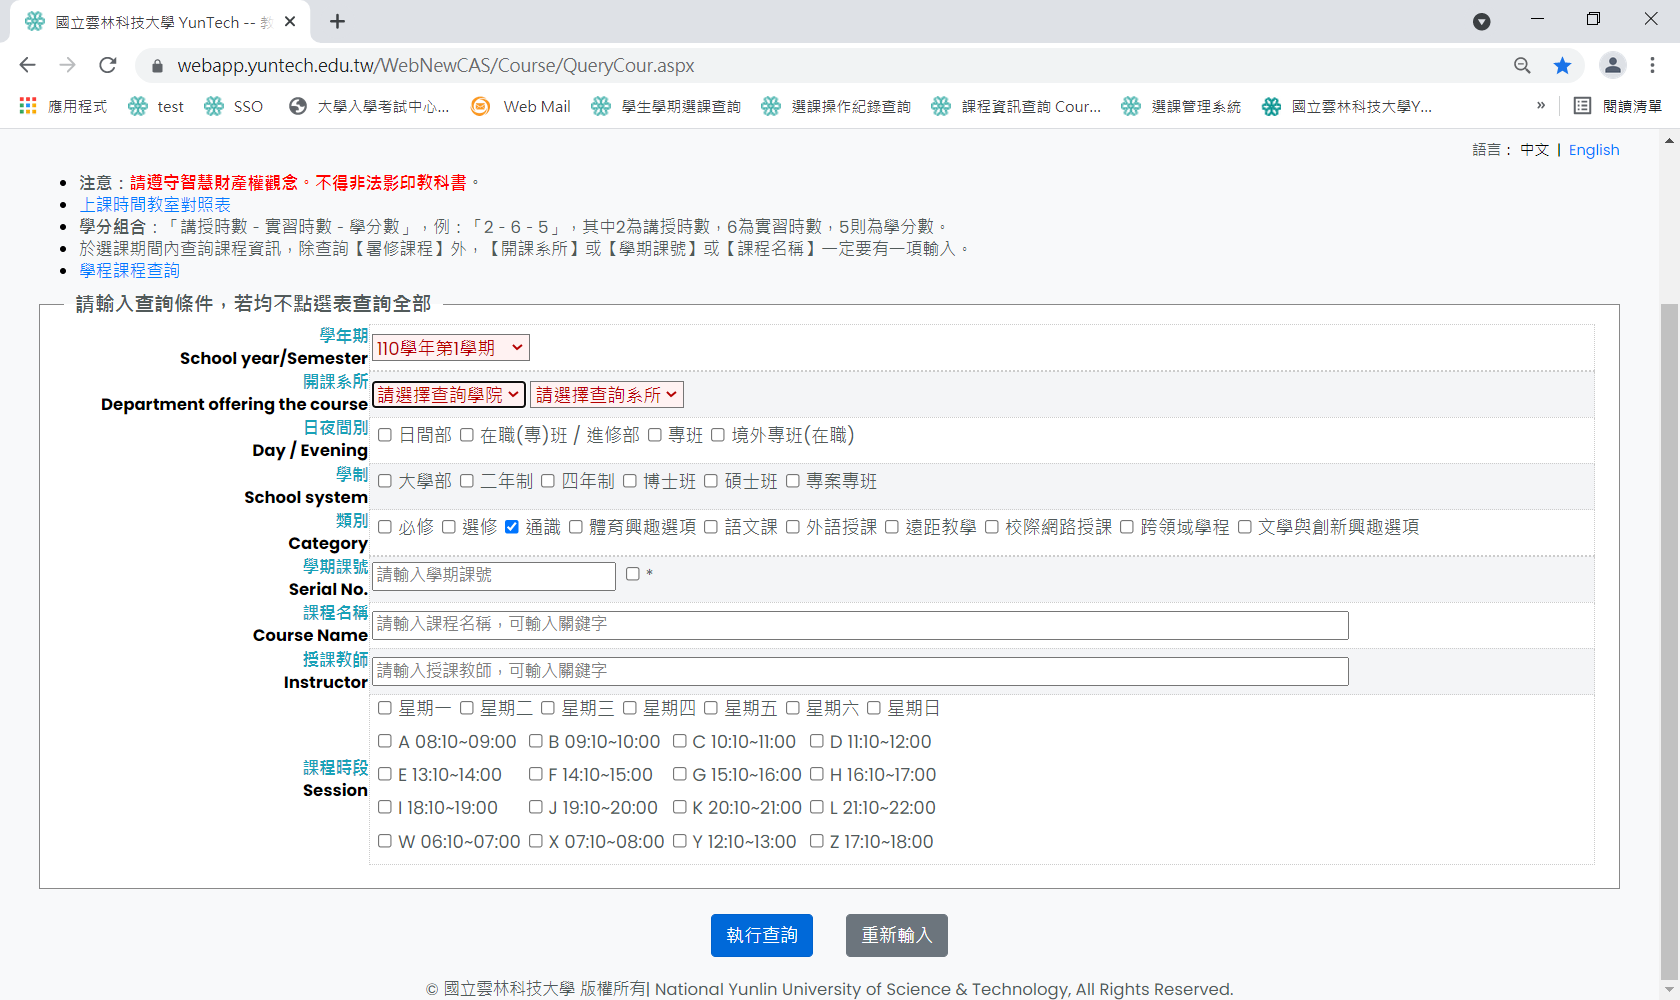 國立雲林科技大學 YunTech -- 教
webapp.yuntech.edu.tw/WebNewCAS/Course/QueryCour.aspx
應用程式 test SSO 大學入學考試中心... Web Mail 學生學期選課查詢 選課操作紀錄查詢 課程資訊查詢 Cour... 選課管理系統 國立雲林科技大學Y... » 閱讀清單
語言： 中文 | English
注意：請遵守智慧財產權觀念。不得非法影印教科書。
上課時間教室對照表
學分組合：「講授時數 - 實習時數 - 學分數」，例：「2 - 6 - 5」，其中2為講授時數，6為實習時數，5則為學分數。
於選課期間內查詢課程資訊，除查詢【暑修課程】外，【開課系所】或【學期課號】或【課程名稱】一定要有一項輸入。
學程課程查詢
請輸入查詢條件，若均不點選表查詢全部
學年期
School year/Semester
110學年第1學期
開課系所
Department offering the course
請選擇查詢學院 請選擇查詢系所
日夜間別
Day / Evening
日間部 在職(專)班 / 進修部 專班 境外專班(在職)
學制
School system
大學部 二年制 四年制 博士班 碩士班 專案專班
類別
Category
必修 選修 通識 體育興趣選項 語文課 外語授課 遠距教學 校際網路授課 跨領域學程 文學與創新興趣選項
學期課號
Serial No.
請輸入學期課號 *
課程名稱
Course Name
請輸入課程名稱，可輸入關鍵字
授課教師
Instructor
請輸入授課教師，可輸入關鍵字
課程時段
Session
星期一 星期二 星期三 星期四 星期五 星期六 星期日
A 08:10~09:00 B 09:10~10:00 C 10:10~11:00 D 11:10~12:00
E 13:10~14:00 F 14:10~15:00 G 15:10~16:00 H 16:10~17:00
I 18:10~19:00 J 19:10~20:00 K 20:10~21:00 L 21:10~22:00
W 06:10~07:00 X 07:10~08:00 Y 12:10~13:00 Z 17:10~18:00
執行查詢 重新輸入
© 國立雲林科技大學 版權所有| National Yunlin University of Science & Technology, All Rights Reserved.